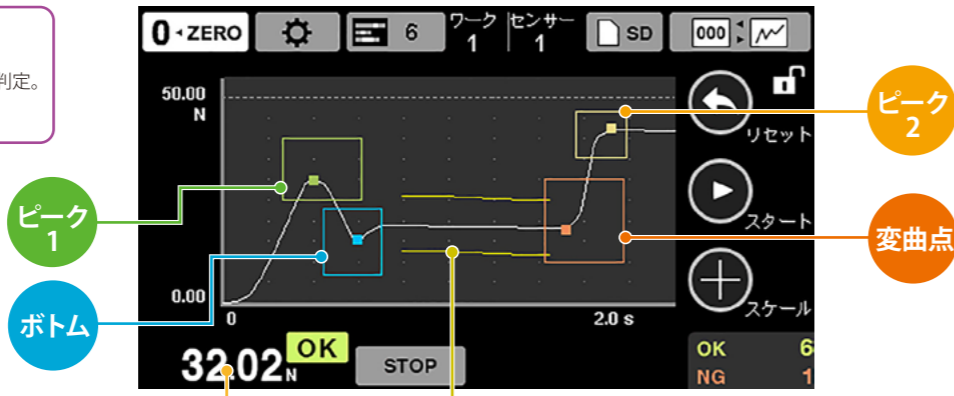 判定。
0 ZERO
6
ワーク
1
センサー
1
SD
000
50.00
N
リセット
ピーク
2
ピーク
1
スタート
変曲点
0.00
スケール
ボトム
0
2.0 s
32.02 N
OK
STOP
OK 6
NG 1